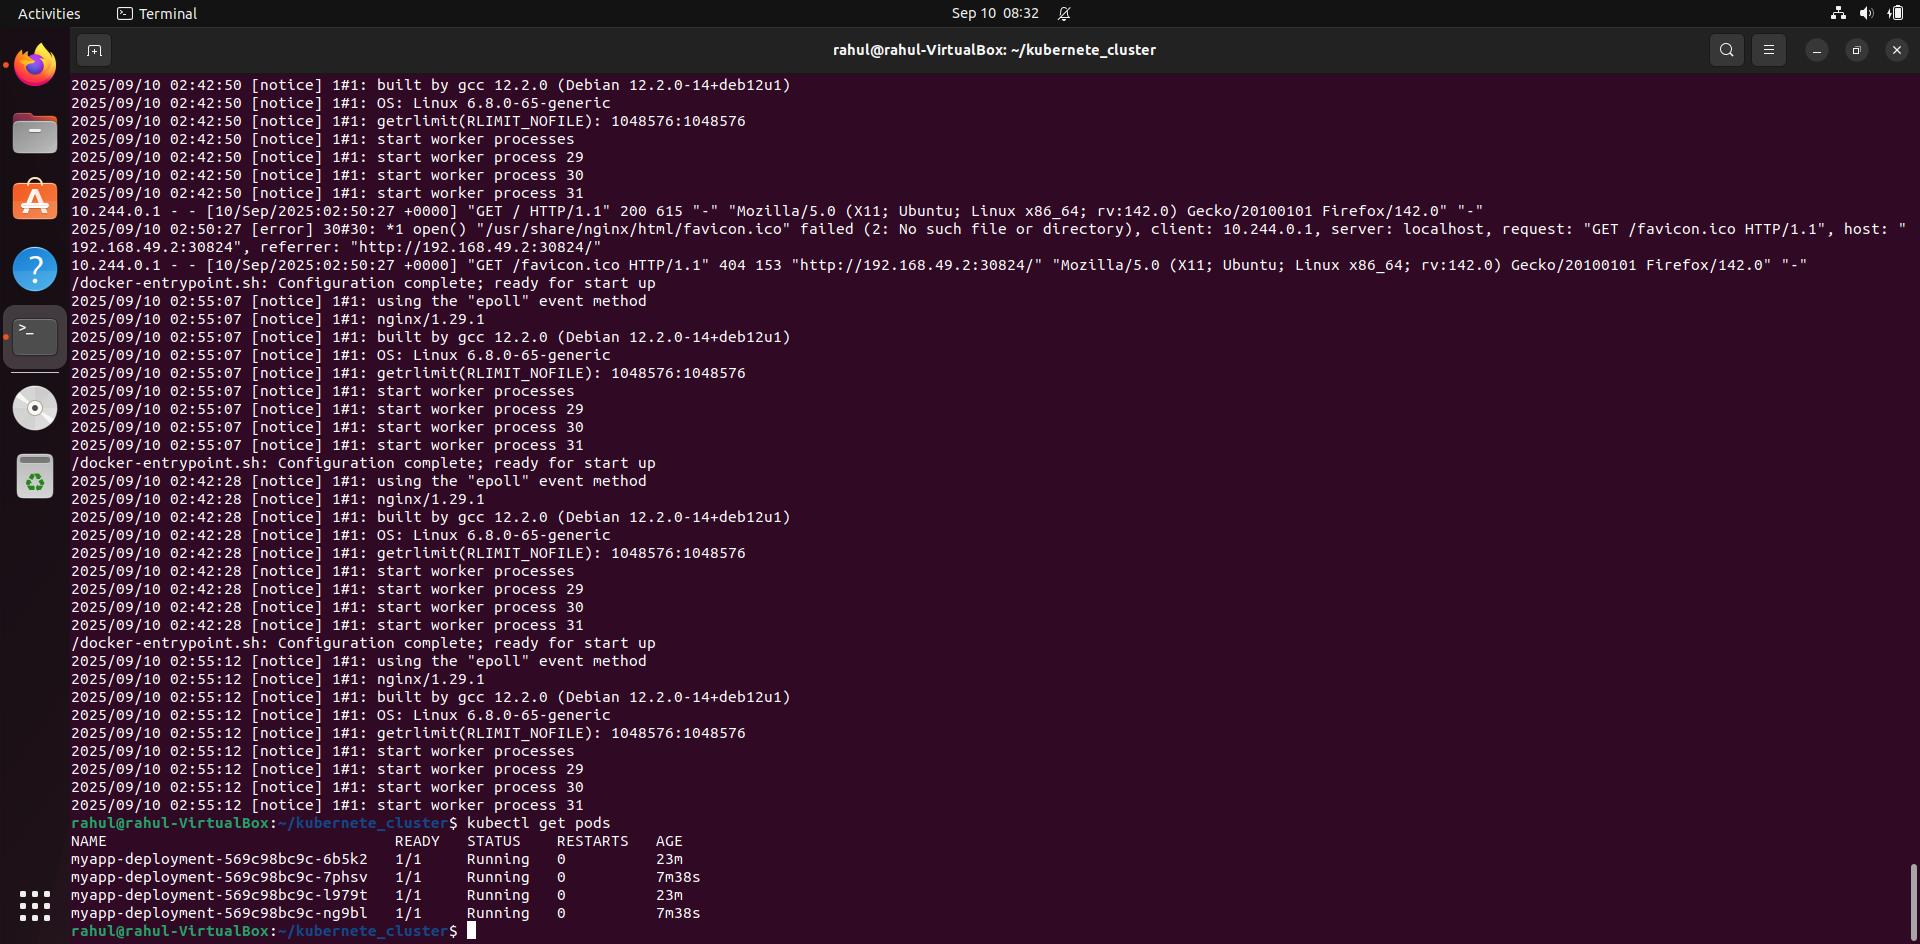 Activities
Terminal
Sep 10 08:32
rahul@rahul-VirtualBox: ~/kubernete_cluster
2025/09/10 02:42:50 [notice] 1#1: built by gcc 12.2.0 (Debian 12.2.0-14+deb12u1)
2025/09/10 02:42:50 [notice] 1#1: OS: Linux 6.8.0-65-generic
2025/09/10 02:42:50 [notice] 1#1: getrlimit(RLIMIT_NOFILE): 1048576:1048576
2025/09/10 02:42:50 [notice] 1#1: start worker processes
2025/09/10 02:42:50 [notice] 1#1: start worker process 29
2025/09/10 02:42:50 [notice] 1#1: start worker process 30
2025/09/10 02:42:50 [notice] 1#1: start worker process 31
10.244.0.1 - - [10/Sep/2025:02:50:27 +0000] "GET / HTTP/1.1" 200 615 "-" "Mozilla/5.0 (X11; Ubuntu; Linux x86_64; rv:142.0) Gecko/20100101 Firefox/142.0" "-"
2025/09/10 02:50:27 [error] 30#30: *1 open() "/usr/share/nginx/html/favicon.ico" failed (2: No such file or directory), client: 10.244.0.1, server: localhost, request: "GET /favicon.ico HTTP/1.1", host: "
192.168.49.2:30824", referrer: "http://192.168.49.2:30824/"
10.244.0.1 - - [10/Sep/2025:02:50:27 +0000] "GET /favicon.ico HTTP/1.1" 404 153 "http://192.168.49.2:30824/" "Mozilla/5.0 (X11; Ubuntu; Linux x86_64; rv:142.0) Gecko/20100101 Firefox/142.0" "-"
/docker-entrypoint.sh: Configuration complete; ready for start up
2025/09/10 02:55:07 [notice] 1#1: using the "epoll" event method
2025/09/10 02:55:07 [notice] 1#1: nginx/1.29.1
2025/09/10 02:55:07 [notice] 1#1: built by gcc 12.2.0 (Debian 12.2.0-14+deb12u1)
2025/09/10 02:55:07 [notice] 1#1: OS: Linux 6.8.0-65-generic
2025/09/10 02:55:07 [notice] 1#1: getrlimit(RLIMIT_NOFILE): 1048576:1048576
2025/09/10 02:55:07 [notice] 1#1: start worker processes
2025/09/10 02:55:07 [notice] 1#1: start worker process 29
2025/09/10 02:55:07 [notice] 1#1: start worker process 30
2025/09/10 02:55:07 [notice] 1#1: start worker process 31
/docker-entrypoint.sh: Configuration complete; ready for start up
2025/09/10 02:42:28 [notice] 1#1: using the "epoll" event method
2025/09/10 02:42:28 [notice] 1#1: nginx/1.29.1
2025/09/10 02:42:28 [notice] 1#1: built by gcc 12.2.0 (Debian 12.2.0-14+deb12u1)
2025/09/10 02:42:28 [notice] 1#1: OS: Linux 6.8.0-65-generic
2025/09/10 02:42:28 [notice] 1#1: getrlimit(RLIMIT_NOFILE): 1048576:1048576
2025/09/10 02:42:28 [notice] 1#1: start worker processes
2025/09/10 02:42:28 [notice] 1#1: start worker process 29
2025/09/10 02:42:28 [notice] 1#1: start worker process 30
2025/09/10 02:42:28 [notice] 1#1: start worker process 31
/docker-entrypoint.sh: Configuration complete; ready for start up
2025/09/10 02:55:12 [notice] 1#1: using the "epoll" event method
2025/09/10 02:55:12 [notice] 1#1: nginx/1.29.1
2025/09/10 02:55:12 [notice] 1#1: built by gcc 12.2.0 (Debian 12.2.0-14+deb12u1)
2025/09/10 02:55:12 [notice] 1#1: OS: Linux 6.8.0-65-generic
2025/09/10 02:55:12 [notice] 1#1: getrlimit(RLIMIT_NOFILE): 1048576:1048576
2025/09/10 02:55:12 [notice] 1#1: start worker processes
2025/09/10 02:55:12 [notice] 1#1: start worker process 29
2025/09/10 02:55:12 [notice] 1#1: start worker process 30
2025/09/10 02:55:12 [notice] 1#1: start worker process 31
rahul@rahul-VirtualBox:~/kubernete_cluster$ kubectl get pods
NAME READY STATUS RESTARTS AGE
myapp-deployment-569c98bc9c-6b5k2 1/1 Running 0 23m
myapp-deployment-569c98bc9c-7phsv 1/1 Running 0 7m38s
myapp-deployment-569c98bc9c-l979t 1/1 Running 0 23m
myapp-deployment-569c98bc9c-ng9bl 1/1 Running 0 7m38s
rahul@rahul-VirtualBox:~/kubernete_cluster$